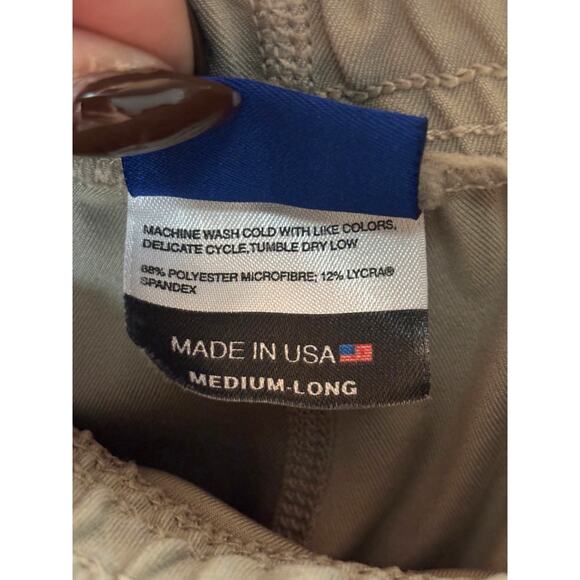 MACHINE WASH COLD WITH LIKE COLORS,
DELICATE CYCLE,TUMBLE DRY LOW
88% POLYESTER MICROFIBRE; 12% LYCRA®
SPANDEX
MADE IN USA
MEDIUM-LONG